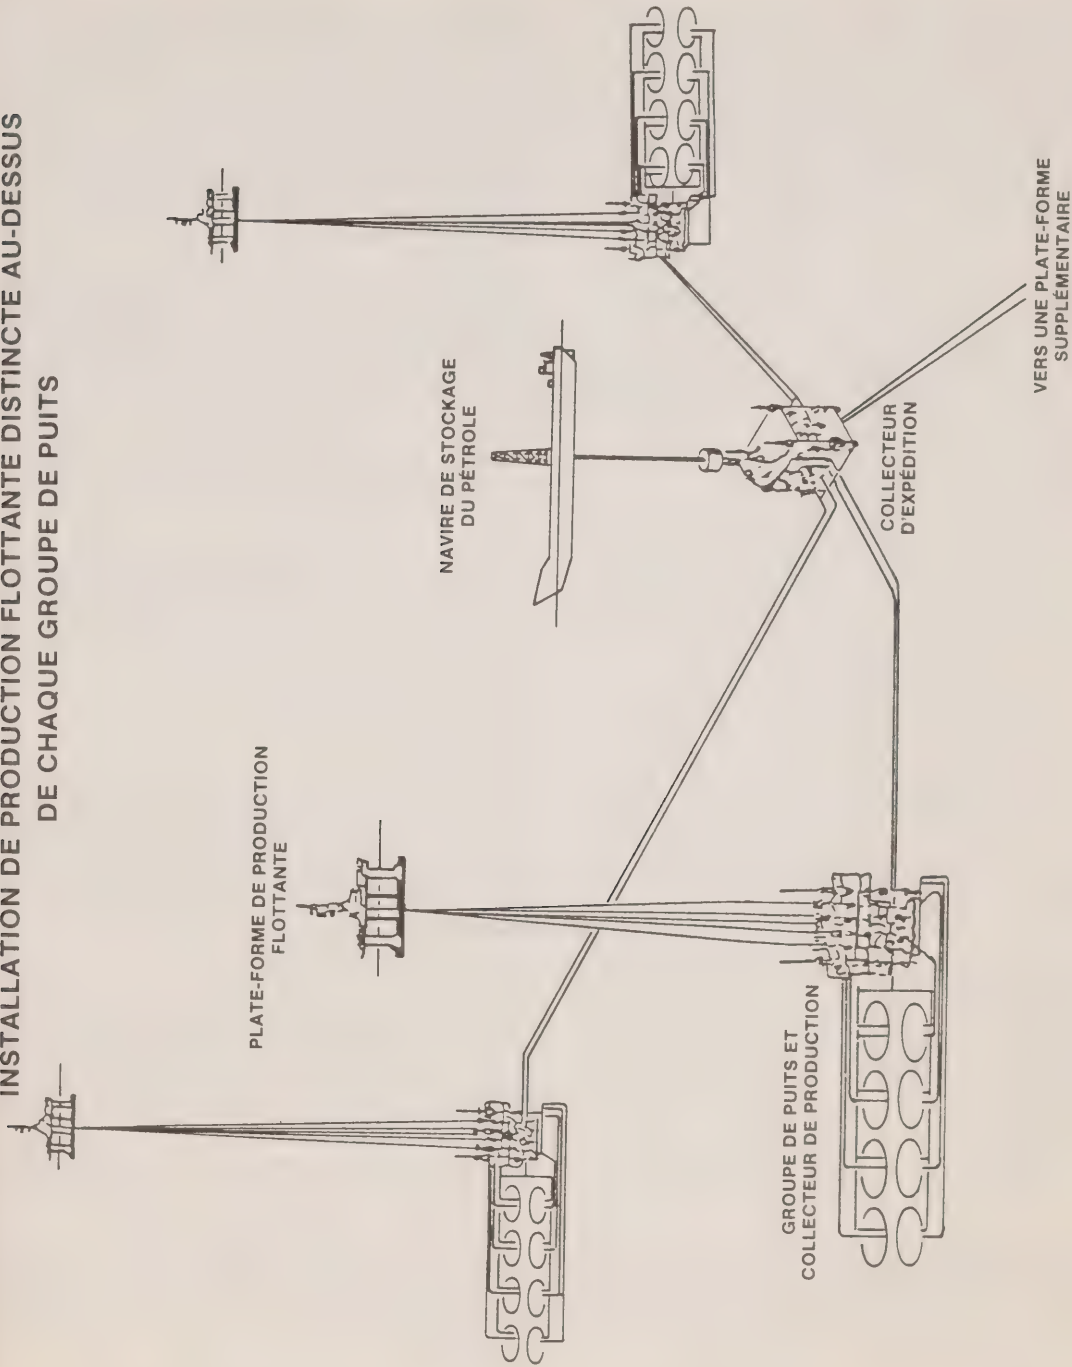 INSTALLATION DE PRODUCTION FLOTTANTE DISTINCTE AU-DESSUS
DE CHAQUE GROUPE DE PUITS
PLATE-FORME DE PRODUCTION
FLOTTANTE
NAVIRE DE STOCKAGE
DU PÉTROLE
GROUPE DE PUITS ET
COLLECTEUR DE PRODUCTION
COLLECTEUR
D'EXPÉDITION
VERS UNE PLATE-FORME
SUPPLÉMENTAIRE